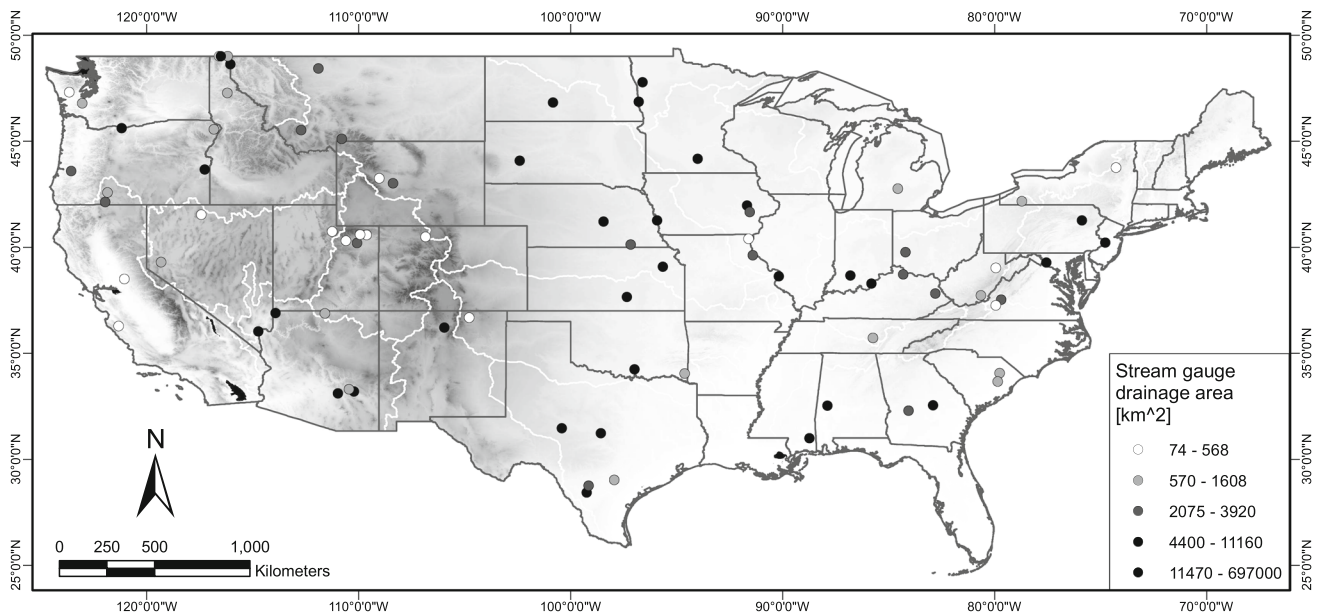 120°0'0"W 110°0'0"W 100°0'0"W 90°0'0"W 80°0'0"W 70°0'0"W
50°0'0"N
50°0'0"N
45°0'0"N
45°0'0"N
40°0'0"N
40°0'0"N
35°0'0"N
35°0'0"N
30°0'0"N
30°0'0"N
25°0'0"N
25°0'0"N
N
0 250 500 1,000
Kilometers
Stream gauge
drainage area
[km^2]
74 - 568
570 - 1608
2075 - 3920
4400 - 11160
11470 - 697000
120°0'0"W 110°0'0"W 100°0'0"W 90°0'0"W 80°0'0"W 70°0'0"W